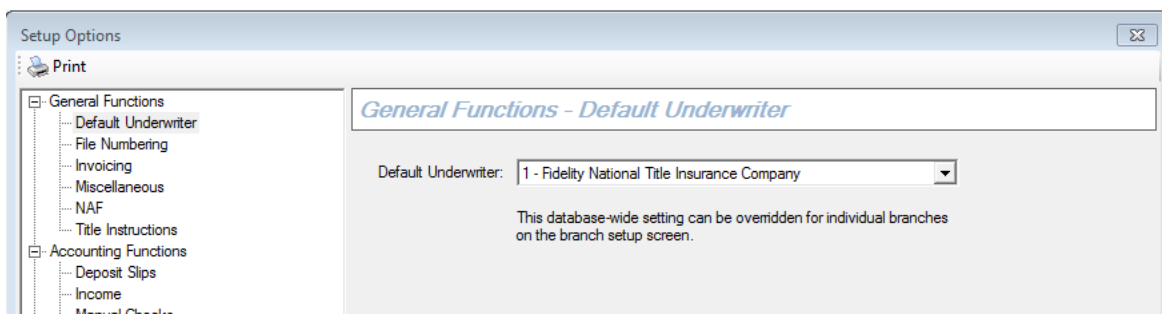 Setup Options
Print
General Functions
Default Underwriter
File Numbering
Invoicing
Miscellaneous
NAF
Title Instructions
Accounting Functions
Deposit Slips
Income
Manual Checks
General Functions - Default Underwriter
Default Underwriter: 1 - Fidelity National Title Insurance Company
This database-wide setting can be overridden for individual branches
on the branch setup screen.